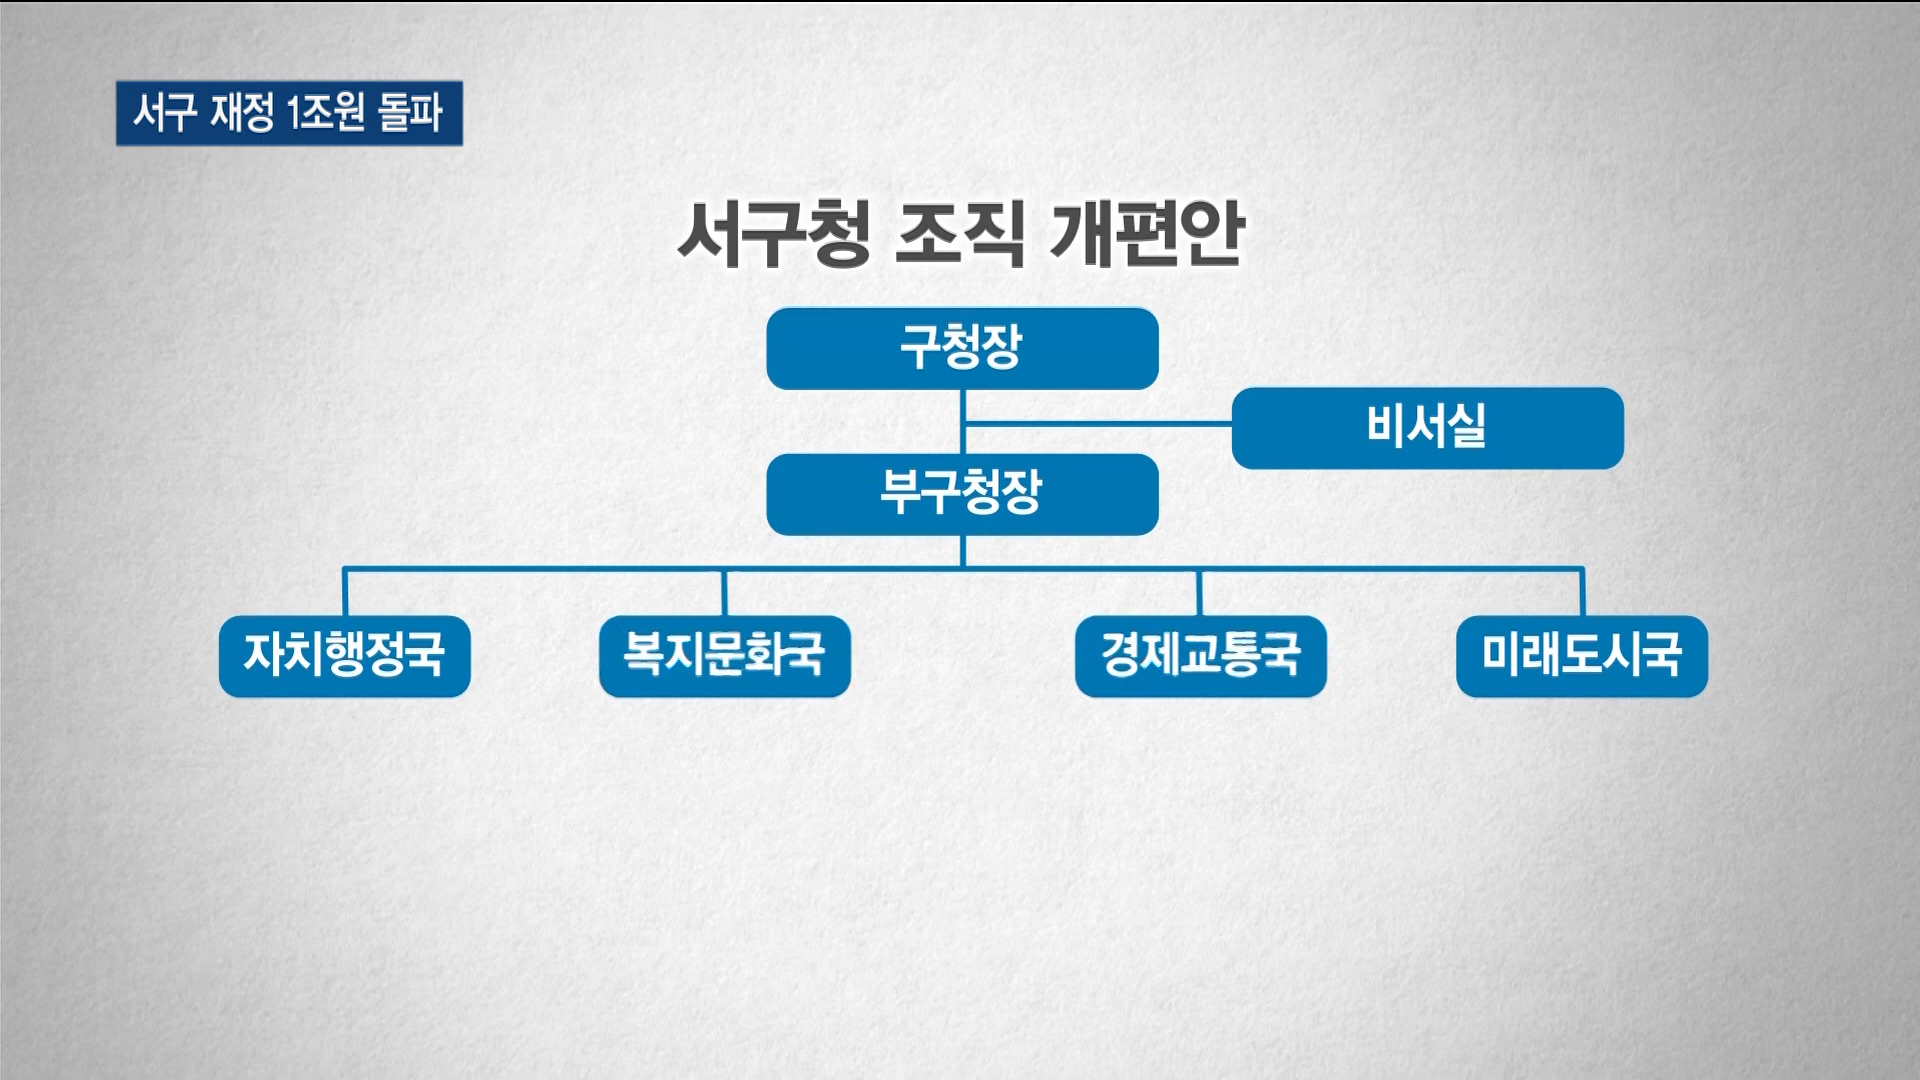 서구 재정 1조원 돌파
서구청 조직 개편안
구청장
비서실
부구청장
자치행정국
복지문화국
경제교통국
미래도시국